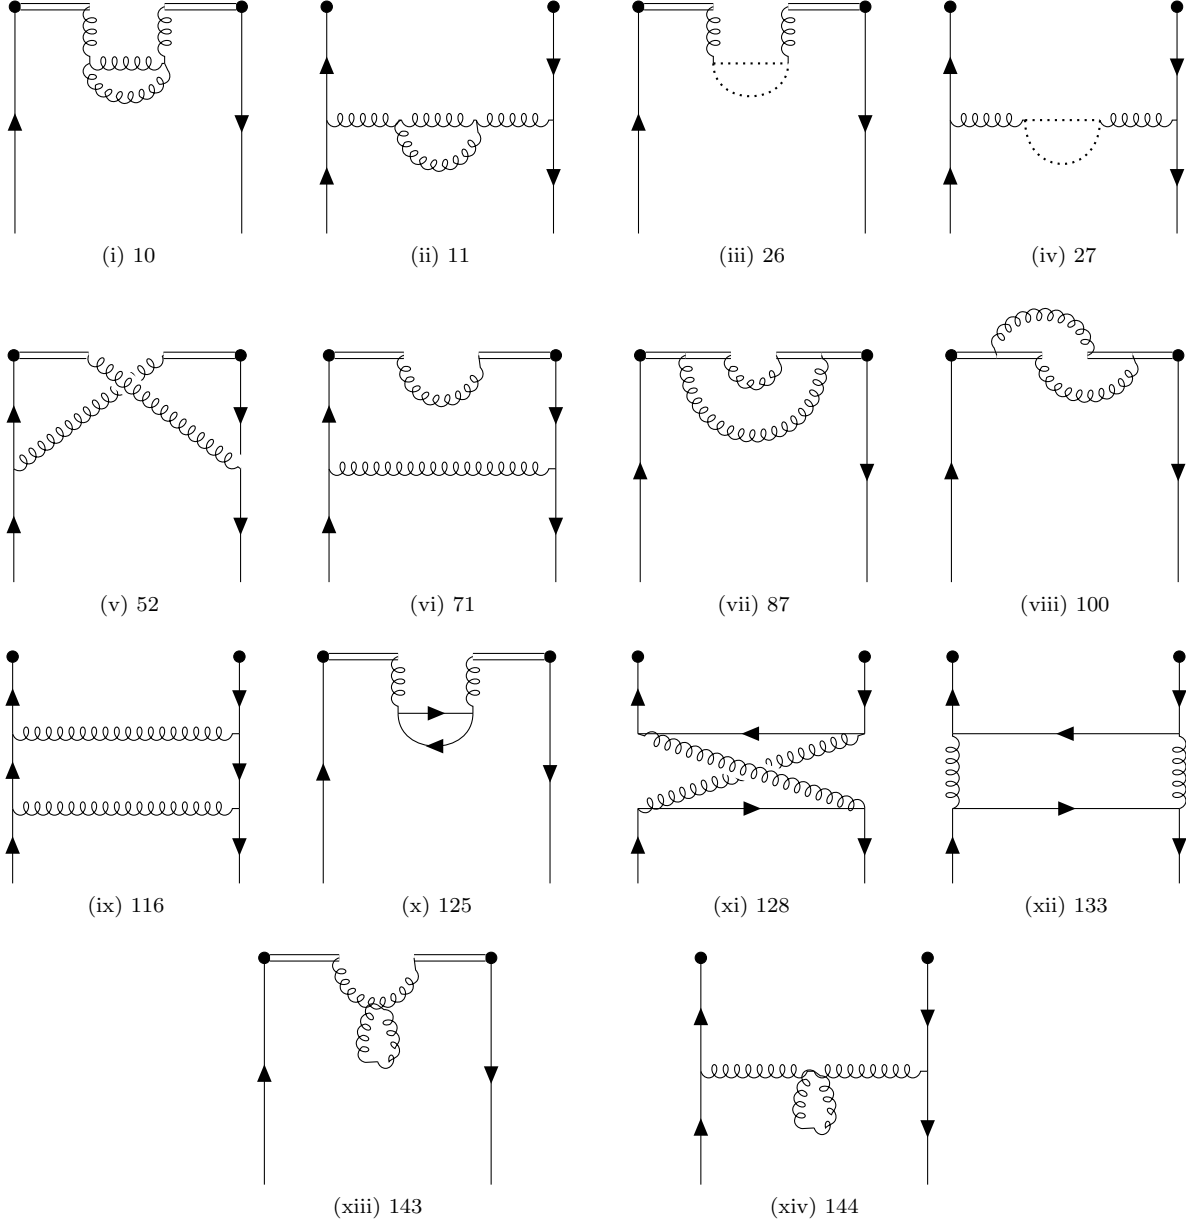 (i) 10
(ii) 11
(iii) 26
(iv) 27
(v) 52
(vi) 71
(vii) 87
(viii) 100
(ix) 116
(x) 125
(xi) 128
(xii) 133
(xiii) 143
(xiv) 144